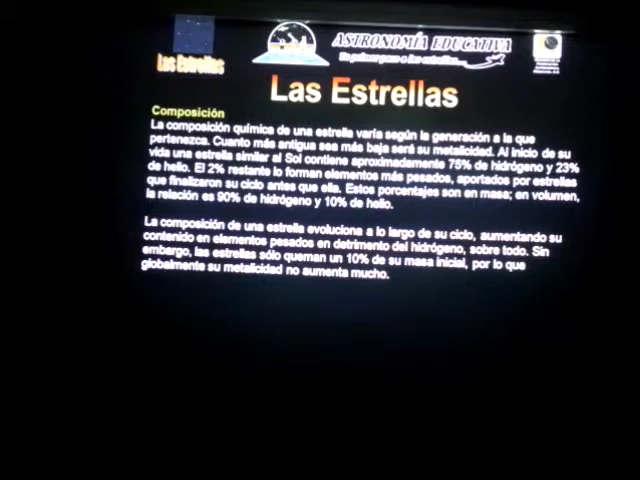 Las Estrellas
ASTRONOMÍA EDUCATIVA
Un primer paso a las estrellas...
Las Estrellas
Composición
La composición química de una estrella varía según la generación a la que
pertenezca. Cuanto más antigua sea más baja será su metalicidad. Al inicio de su
vida una estrella similar al Sol contiene aproximadamente 75% de hidrógeno y 23%
de helio. El 2% restante lo forman elementos más pesados, aportados por estrellas
que finalizaron su ciclo antes que ella. Estos porcentajes son en masa; en volumen,
la relación es 90% de hidrógeno y 10% de helio.
La composición de una estrella evoluciona a lo largo de su ciclo, aumentando su
contenido en elementos pesados en detrimento del hidrógeno, sobre todo. Sin
embargo, las estrellas sólo queman un 10% de su masa inicial, por lo que
globalmente su metalicidad no aumenta mucho.